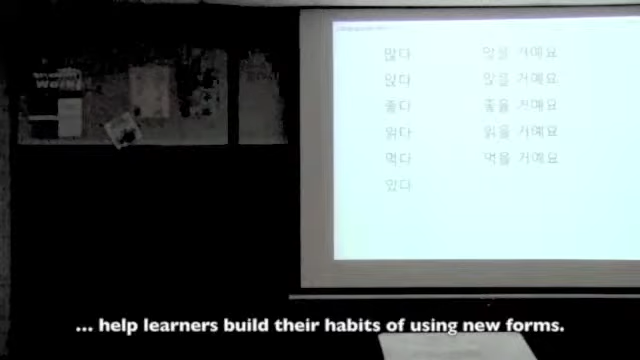 많다 많을 거예요
앉다 앉을 거예요
좋다 좋을 거예요
읽다 읽을 거예요
먹다 먹을 거예요
있다
... help learners build their habits of using new forms.